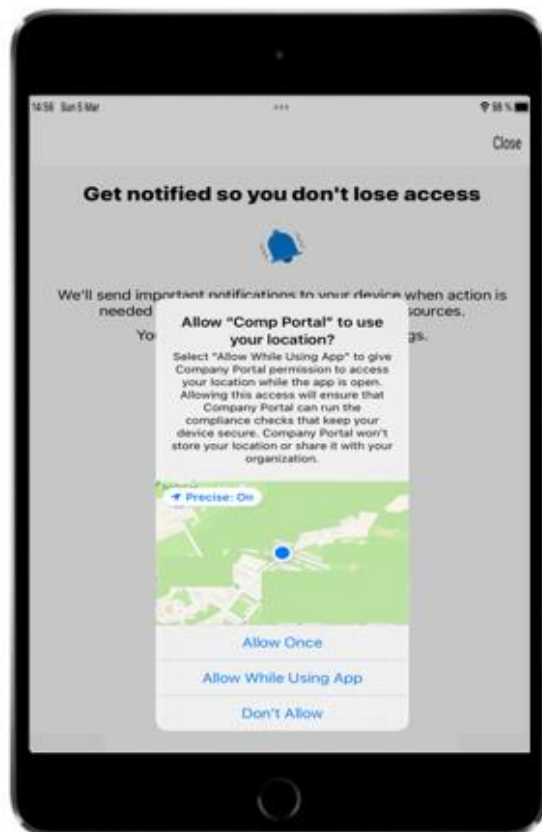 14:56 Sun 5 Mar
98 %
Close
Get notified so you don't lose access
We'll send important notifications to your device when action is
needed sources.
Yo gs.
Allow "Comp Portal" to use
your location?
Select "Allow While Using App" to give
Company Portal permission to access
your location while the app is open.
Allowing this access will ensure that
Company Portal can run the
compliance checks that keep your
device secure. Company Portal won't
store your location or share it with your
organization.
Precise: On
Allow Once
Allow While Using App
Don't Allow